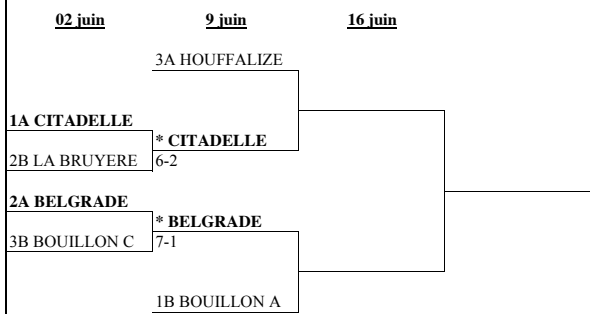 02 juin 9 juin 16 juin
3A HOUFFALIZE
1A CITADELLE
* CITADELLE
2B LA BRUYERE 6-2
2A BELGRADE
* BELGRADE
3B BOUILLON C 7-1
1B BOUILLON A